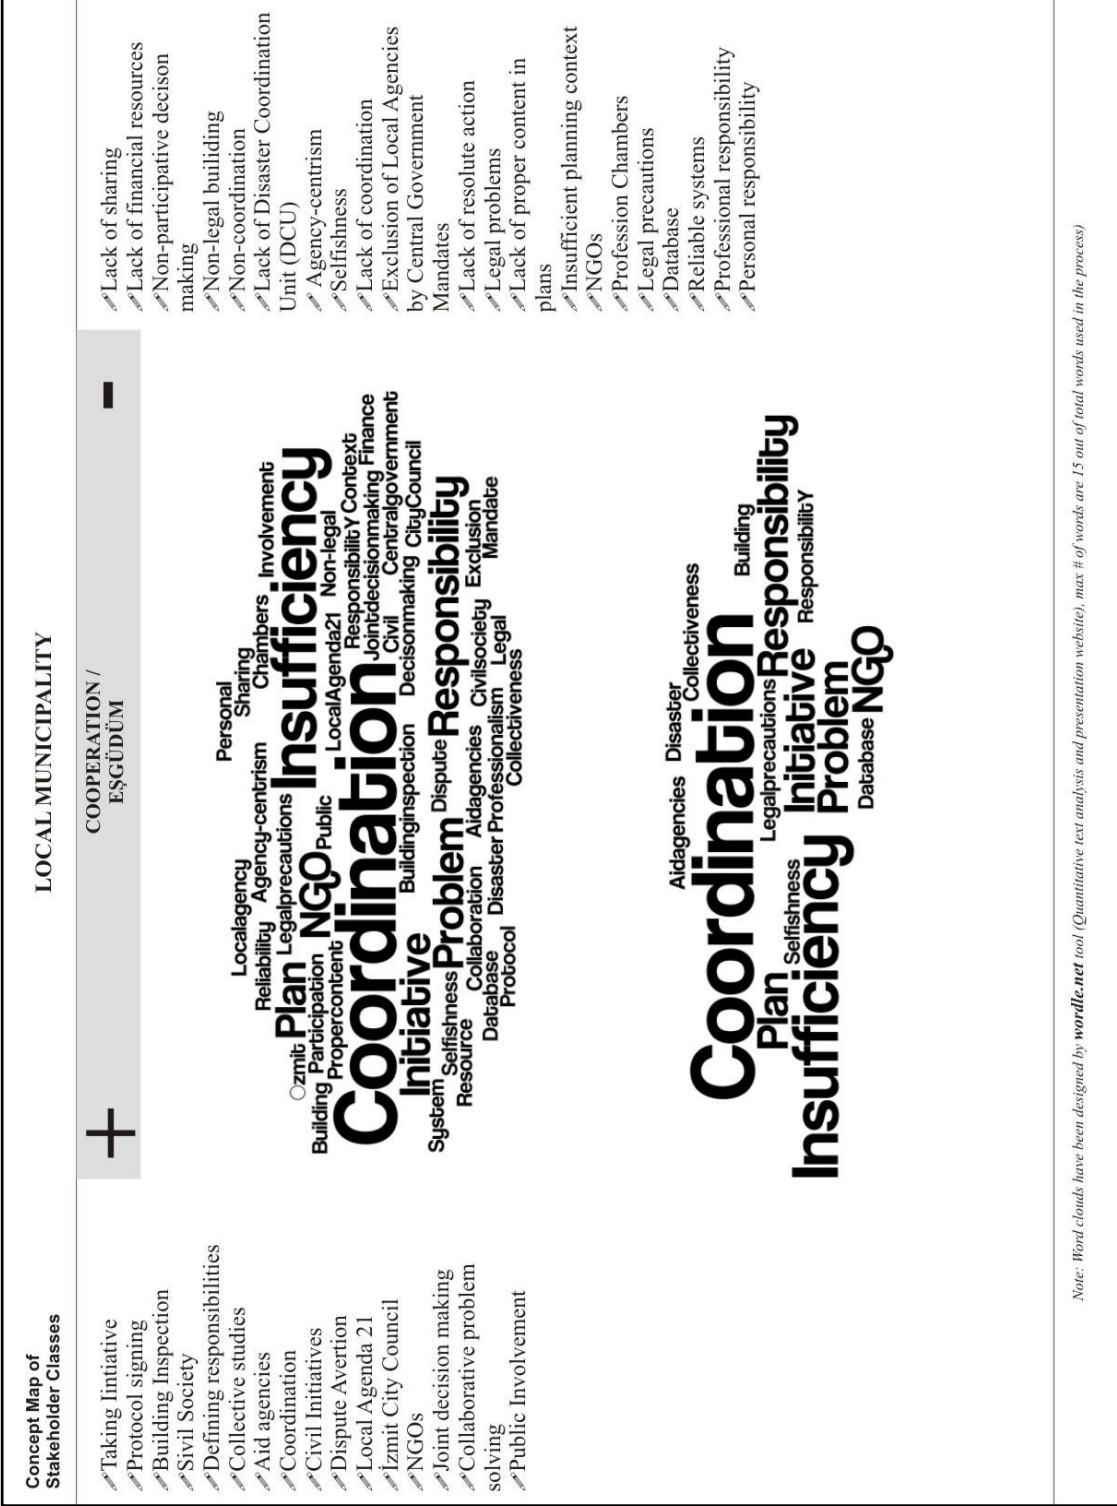 Concept Map of
Stakeholder Classes
LOCAL MUNICIPALITY
COOPERATION /
EŞGÜDÜM
+
-
Taking Iintiative
Protocol signing
Building Inspection
Sivil Society
Defining responsibilities
Collective studies
Aid agencies
Coordination
Civil Initiatives
Dispute Avertion
Local Agenda 21
İzmit City Council
NGOs
Joint decision making
Collaborative problem
solving
Public Involvement
Personal
Localagency
Sharing
Reliability
Agency-centrism
Chambers
Involvement
Ozmit
Plan
Legalprecautions
Insufficiency
Building
Participation
NGO
Public
LocalAgenda21
Non-legal
Propercontent
Coordination
ResponsibilitY
Context
Jointdecisionmaking
Finance
Civil
Centralgovernment
Initiative
Buildinginspection
Decisonmaking
CityCouncil
System
Selfishness
Problem
Dispute
Responsibility
Resource
Collaboration
Aidagencies
Civilsociety
Exclusion
Database
Disaster
Professionalism
Legal
Mandate
Protocol
Collectiveness
Aidagencies
Disaster
Collectiveness
Coordination
Building
Plan
Legalprecautions
Responsibility
Selfishness
Initiative
ResponsibilitY
Insufficiency
Problem
Database
NGO
Lack of sharing
Lack of financial resources
Non-participative decison
making
Non-legal builiding
Non-coordination
Lack of Disaster Coordination
Unit (DCU)
Agency-centrism
Selfishness
Lack of coordination
Exclusion of Local Agencies
by Central Government
Mandates
Lack of resolute action
Legal problems
Lack of proper content in
plans
Insufficient planning context
NGOs
Profession Chambers
Legal precautions
Database
Reliable systems
Professional responsibility
Personal responsibility
Note: Word clouds have been designed by wordle.net tool (Quantitative text analysis and presentation website), max # of words are 15 out of total words used in the process)